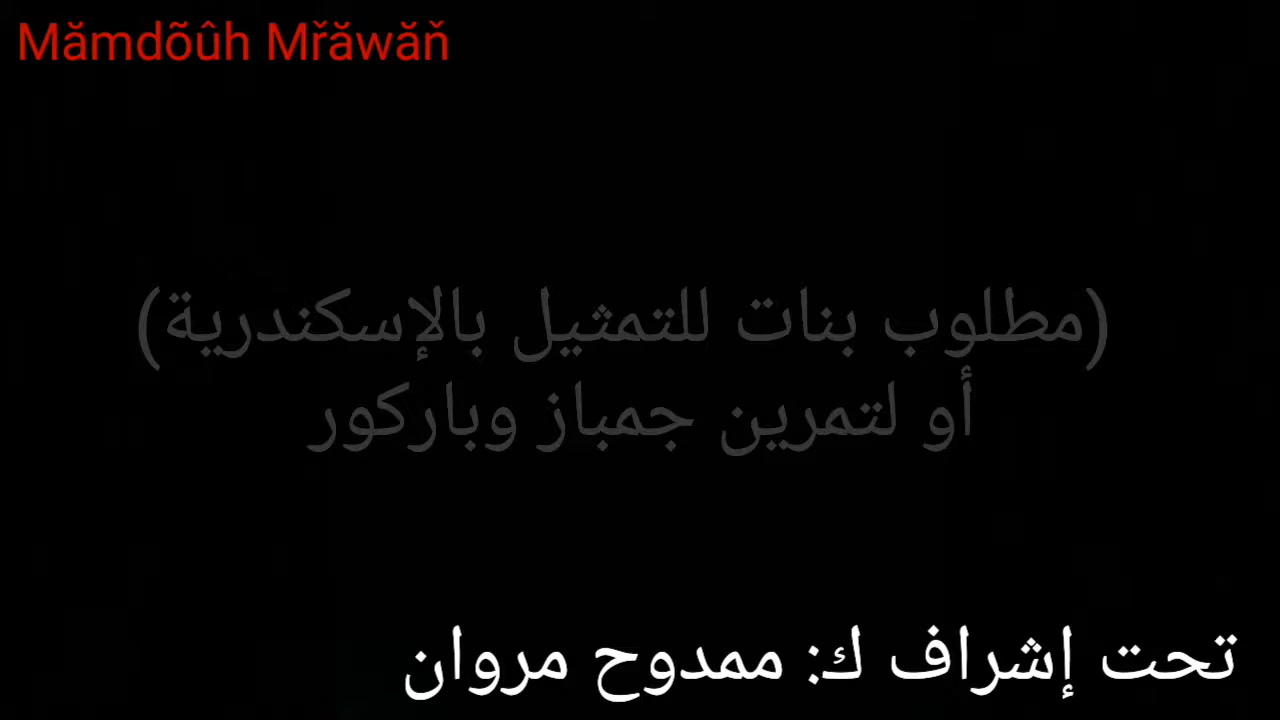 Mămdõûh Mřăwăň
(مطلوب بنات للتمثيل بالإسكندرية)
أو لتمرين جمباز وباركور
تحت إشراف ك: ممدوح مروان